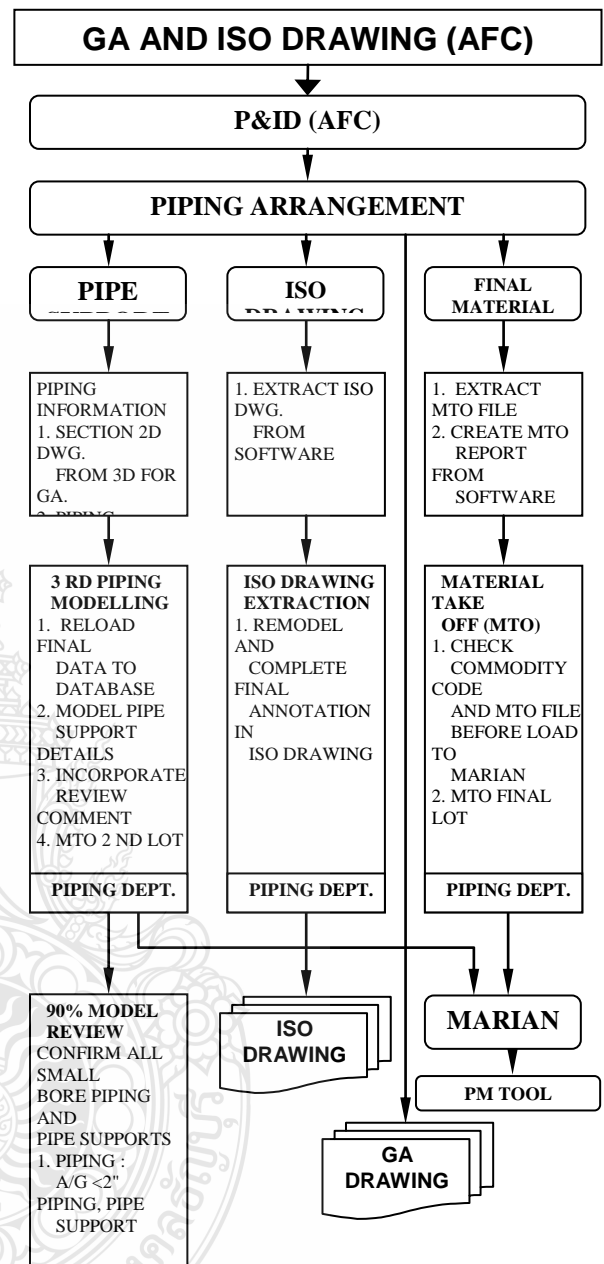 GA AND ISO DRAWING (AFC)
P&ID (AFC)
PIPING ARRANGEMENT
PIPE
SUPPORT
ISO
DRAWING
FINAL
MATERIAL
PIPING
INFORMATION
1. SECTION 2D
DWG.
FROM 3D FOR
GA.
2. PIPING
1. EXTRACT ISO
DWG.
FROM
SOFTWARE
1. EXTRACT
MTO FILE
2. CREATE MTO
REPORT
FROM
SOFTWARE
3 RD PIPING
MODELLING
1. RELOAD
FINAL
DATA TO
DATABASE
2. MODEL PIPE
SUPPORT
DETAILS
3. INCORPORATE
REVIEW
COMMENT
4. MTO 2 ND LOT
PIPING DEPT.
ISO DRAWING
EXTRACTION
1. REMODEL
AND
COMPLETE
FINAL
ANNOTATION
IN
ISO DRAWING
PIPING DEPT.
MATERIAL
TAKE
OFF (MTO)
1. CHECK
COMMODITY
CODE
AND MTO FILE
BEFORE LOAD
TO
MARIAN
2. MTO FINAL
LOT
PIPING DEPT.
90% MODEL
REVIEW
CONFIRM ALL
SMALL
BORE PIPING
AND
PIPE SUPPORTS
1. PIPING :
A/G <2"
PIPING, PIPE
SUPPORT
ISO
DRAWING
MARIAN
PM TOOL
GA
DRAWING